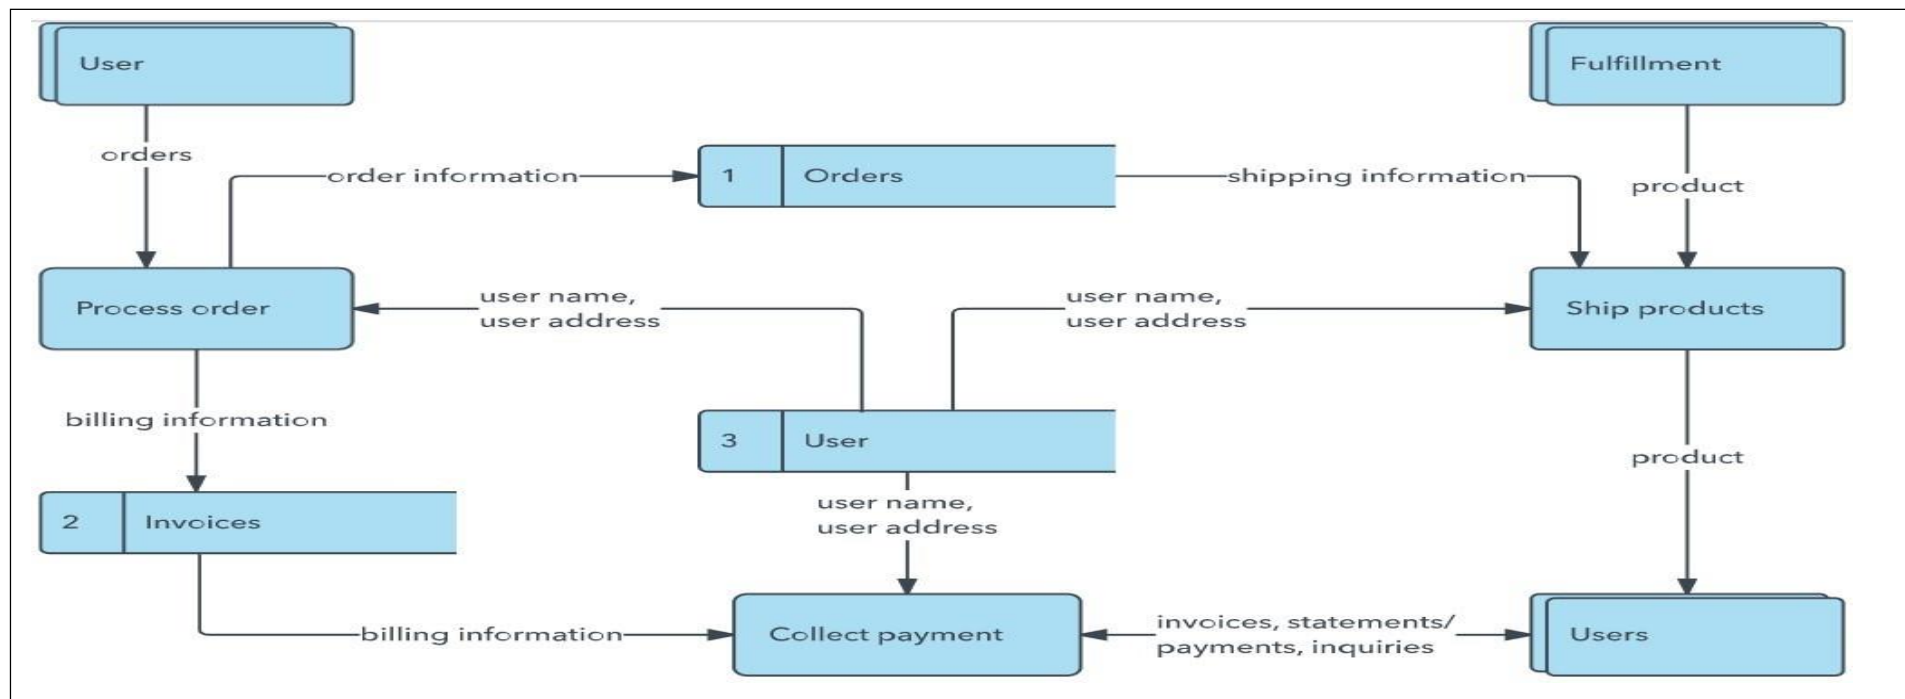 User
Fulfillment
orders
order information
1 Orders
shipping information
product
Process order
user name,
user address
user name,
user address
Ship products
billing information
3 User
product
user name,
user address
2 Invoices
billing information
Collect payment
invoices, statements/
payments, inquiries
Users